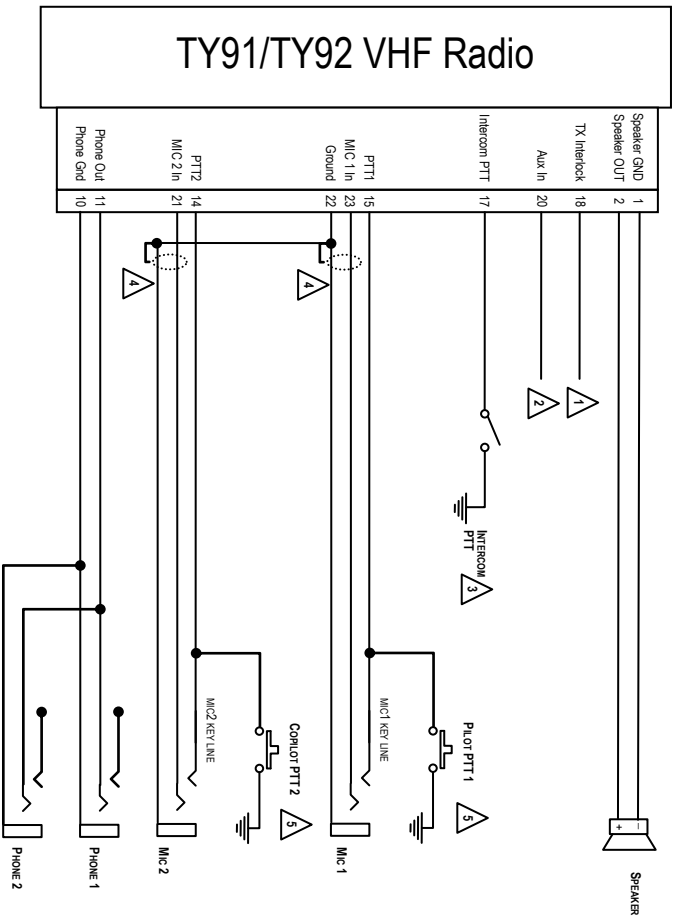 TY91/TY92 VHF Radio
Speaker GND 1
Speaker OUT 2
TX Interlock 18
Aux In 20
Intercom PTT 17
PTT1 15
MIC 1 In 23
Ground 22
PTT2 14
MIC 2 In 21
Phone Out 11
Phone Gnd 10
1
2
INTERCOM
PTT
3
4
4
- +
SPEAKER
PILOT PTT 1
5
MIC1 KEY LINE
MIC 1
COPILOT PTT 2
5
MIC2 KEY LINE
MIC 2
PHONE 1
PHONE 2